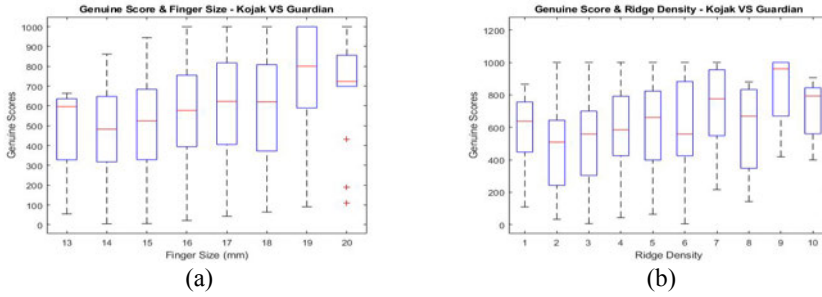 Genuine Score & Finger Size - Kojak VS Guardian
1000
900
800
700
600
500
400
300
200
100
0
Genuine Scores
13 14 15 16 17 18 19 20
Finger Size (mm)
(a)
Genuine Score & Ridge Density - Kojak VS Guardian
1200
1000
800
600
400
200
0
Genuine Scores
1 2 3 4 5 6 7 8 9 10
Ridge Density
(b)